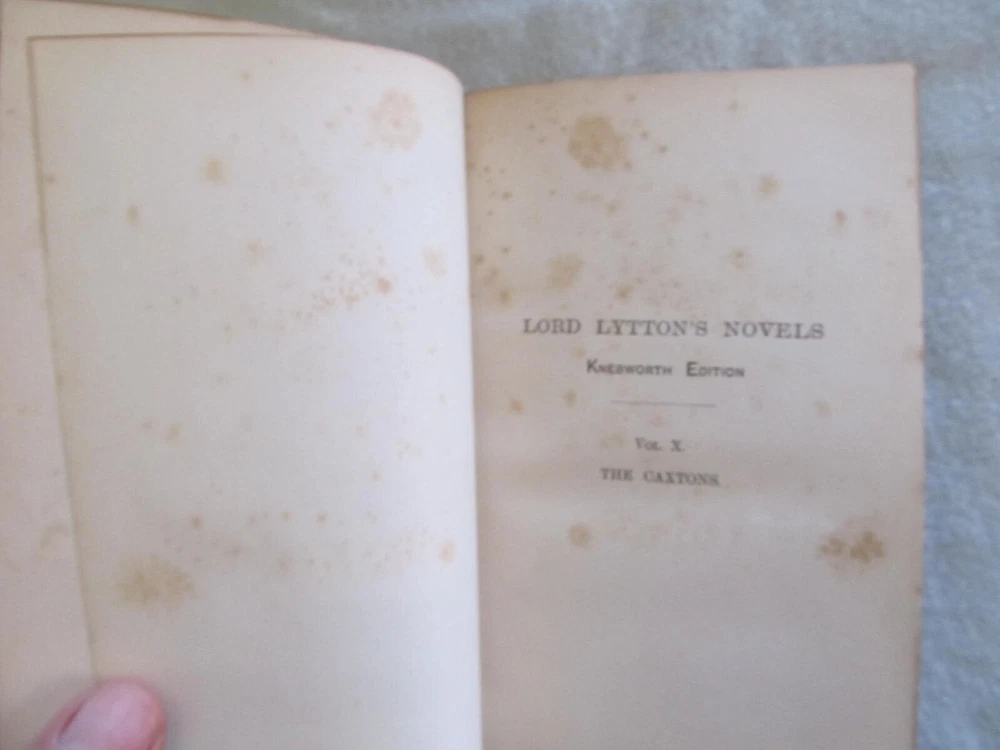 LORD LYTTON'S NOVELS
KNEBWORTH EDITION
VOL. X.
THE CAXTONS